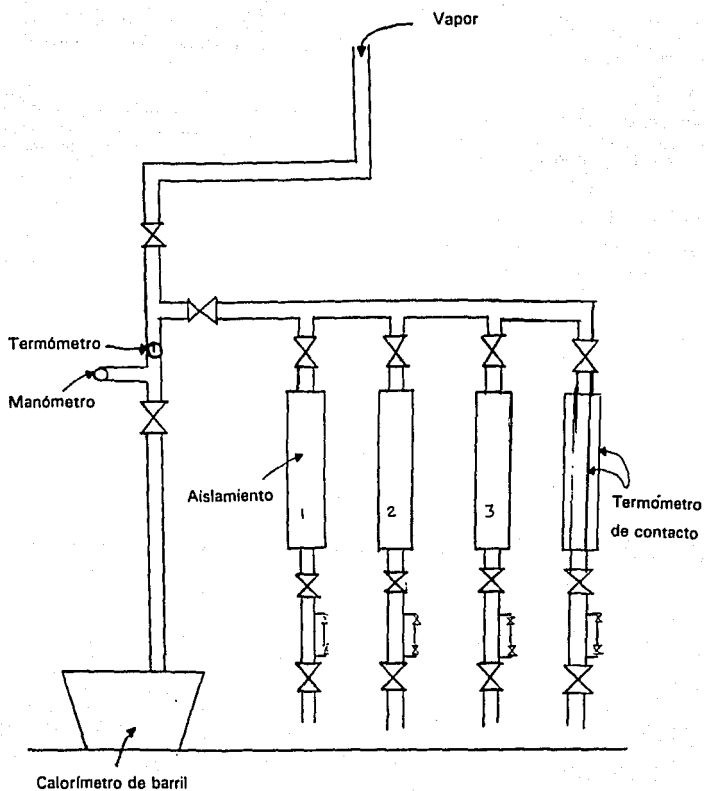 Vapor
Termómetro
Manómetro
Aislamiento
1
2
3
Termómetro
de contacto
Calorímetro de barril